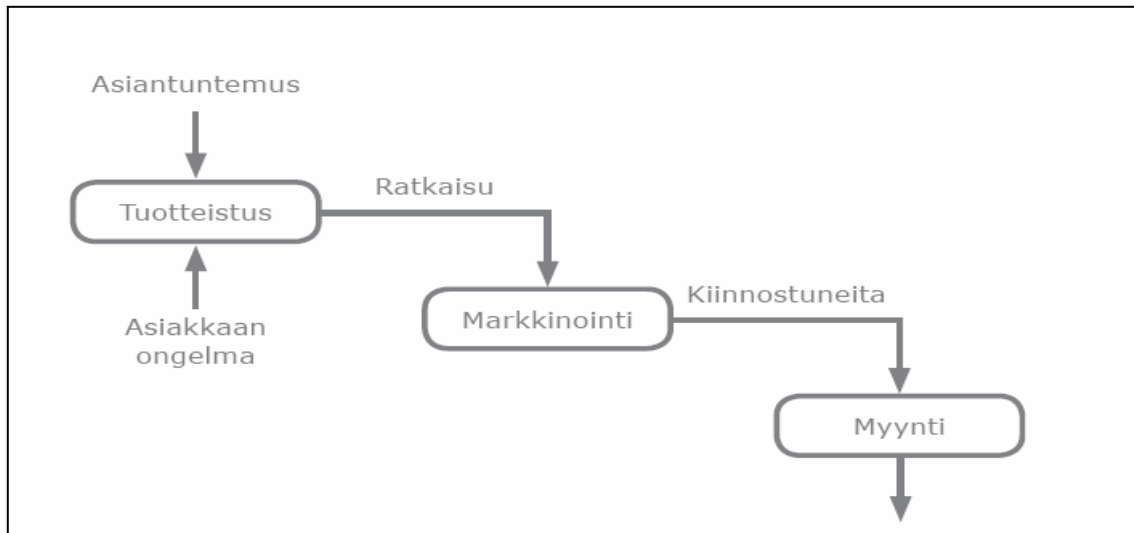 Asiantuntemus
Ratkaisu
Tuotteistus
Kiinnostuneita
Markkinointi
Asiakkaan
ongelma
Myynti